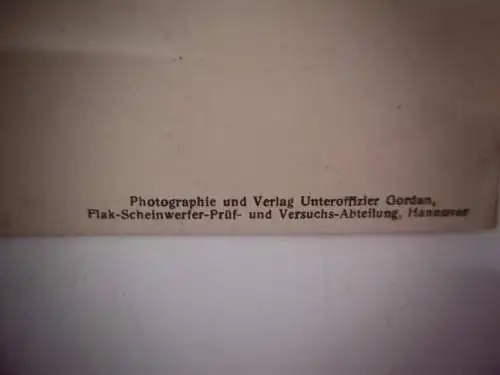 Photographie und Verlag Unteroffizier Gordan,
Flak-Scheinwerfer-Prüf- und Versuchs-Abteilung, Hannover